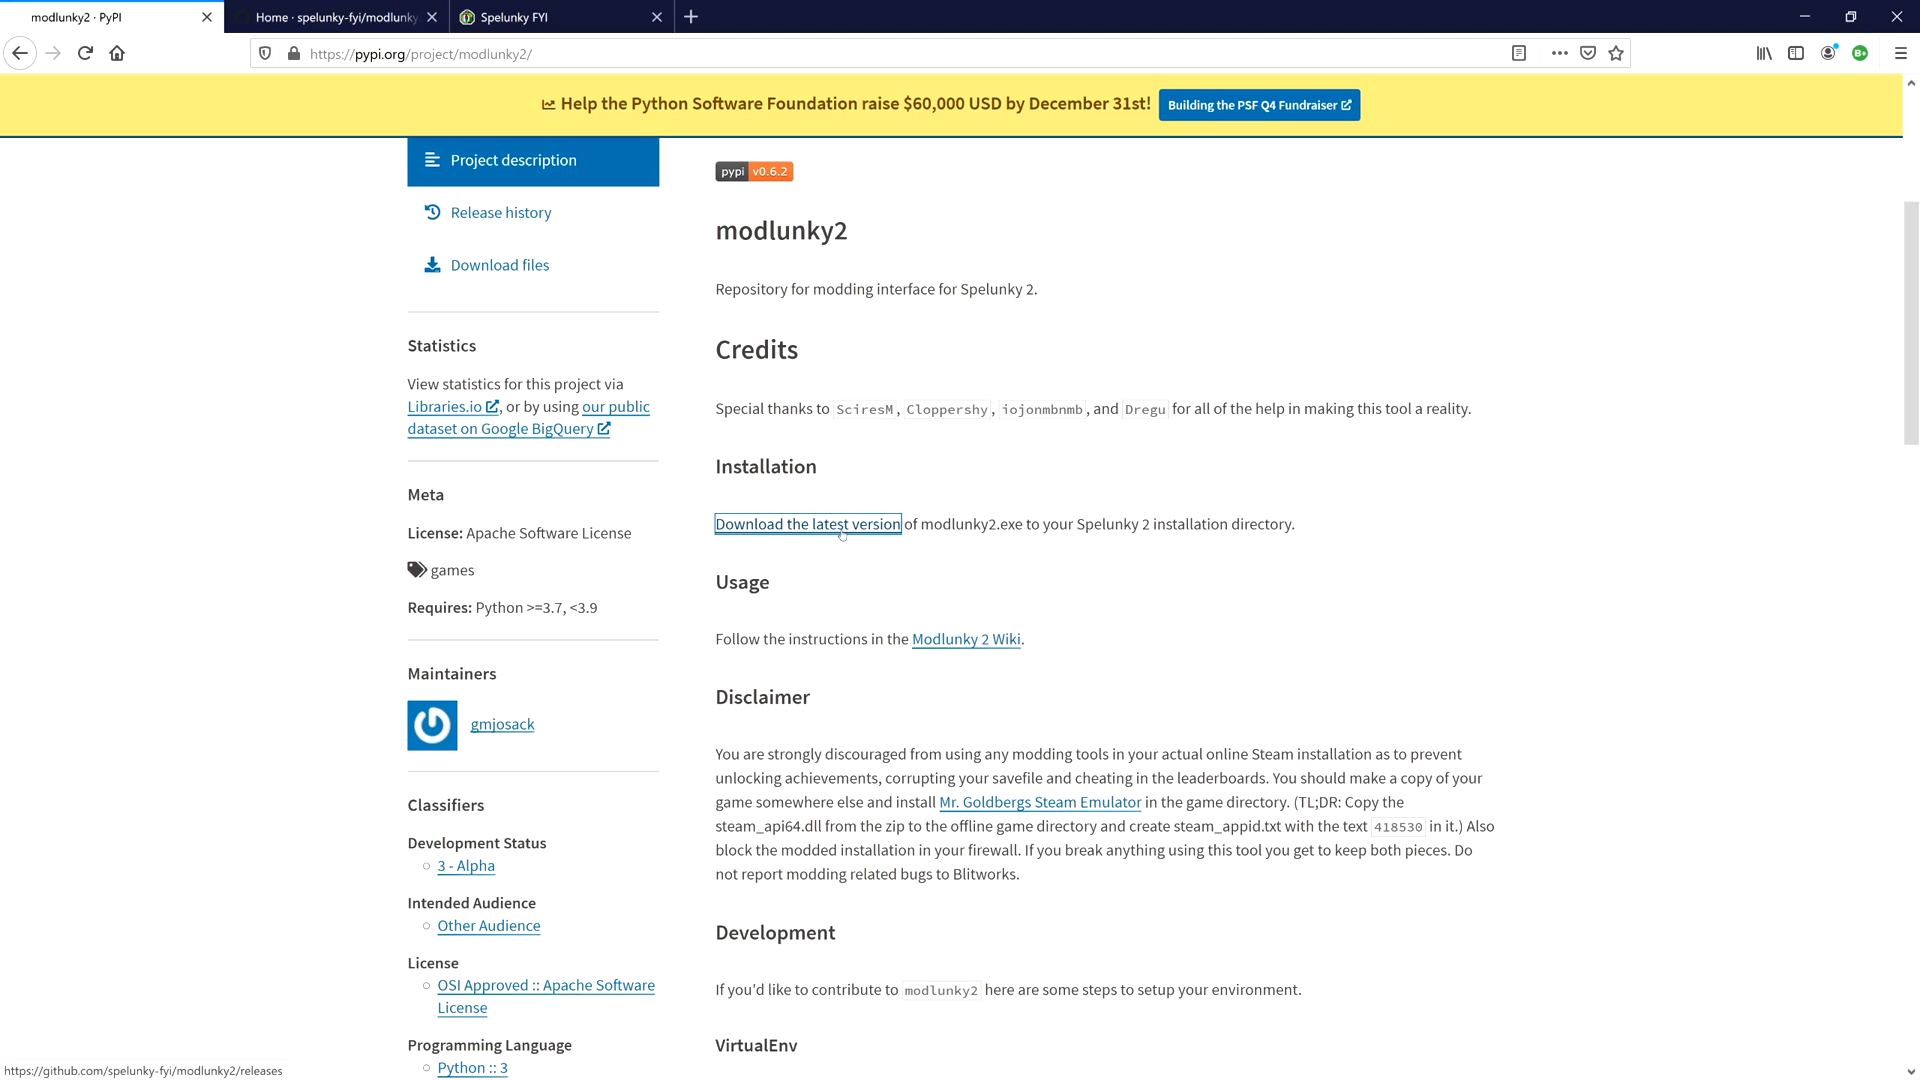 modlunky2 · PyPI
Home · spelunky-fyi/modlunky
Spelunky FYI
https://pypi.org/project/modlunky2/
Help the Python Software Foundation raise $60,000 USD by December 31st!
Building the PSF Q4 Fundraiser
Project description
Release history
Download files
Statistics
View statistics for this project via
Libraries.io, or by using our public
dataset on Google BigQuery
Meta
License: Apache Software License
games
Requires: Python >=3.7, <3.9
Maintainers
gmjosack
Classifiers
Development Status
3 - Alpha
Intended Audience
Other Audience
License
OSI Approved :: Apache Software
License
Programming Language
Python :: 3
pypi v0.6.2
modlunky2
Repository for modding interface for Spelunky 2.
Credits
Special thanks to SciresM, Cloppershy, iojonmbnmb, and Dregu for all of the help in making this tool a reality.
Installation
Download the latest version of modlunky2.exe to your Spelunky 2 installation directory.
Usage
Follow the instructions in the Modlunky 2 Wiki.
Disclaimer
You are strongly discouraged from using any modding tools in your actual online Steam installation as to prevent
unlocking achievements, corrupting your savefile and cheating in the leaderboards. You should make a copy of your
game somewhere else and install Mr. Goldbergs Steam Emulator in the game directory. (TL;DR: Copy the
steam_api64.dll from the zip to the offline game directory and create steam_appid.txt with the text 418530 in it.) Also
block the modded installation in your firewall. If you break anything using this tool you get to keep both pieces. Do
not report modding related bugs to Blitworks.
Development
If you'd like to contribute to modlunky2 here are some steps to setup your environment.
VirtualEnv
https://github.com/spelunky-fyi/modlunky2/releases